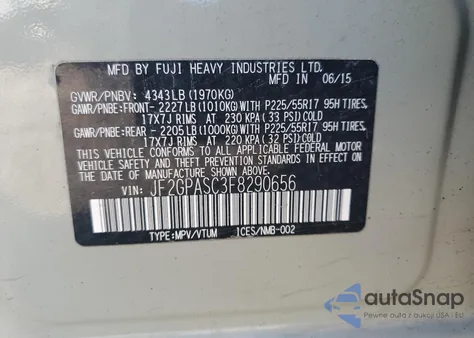 MFD BY FUJI HEAVY INDUSTRIES LTD.
IN 06/15
GVWR/PNBV: 4343LB (1970KG)
GAWR/PNBE:FRONT- 2227LB(1010KG)WITH P225/55R17 95H TIRES,
17X7J RIMS AT 230 KPA( 33 PSI)COLD
GAWR/PNBE:REAR - 2205LB(1000KG)WITH P225/55R17 95H TIRES,
17X7J RIMS AT 220 KPA( 32 PSI)COLD
THIS VEHICLE CONFORMS TO ALL APPLICABLE FEDERAL MOTOR
VEHICLE SAFETY STANDARDS IN EFFECT ON THE DATE OF
MANUFACTURE SHOWN ABOVE.
VIN: JF2GPASC3F8290656
TYPE:MPV/VTUM ICES/NMB-002
autaSnap
Pewne auto z USA i EU